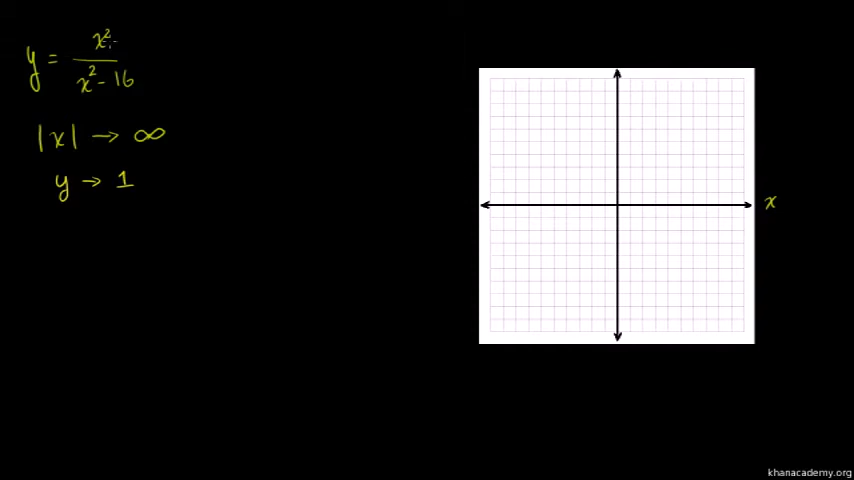 y = x² / x² - 16
|x| → ∞
y → 1
x
khanacademy.org